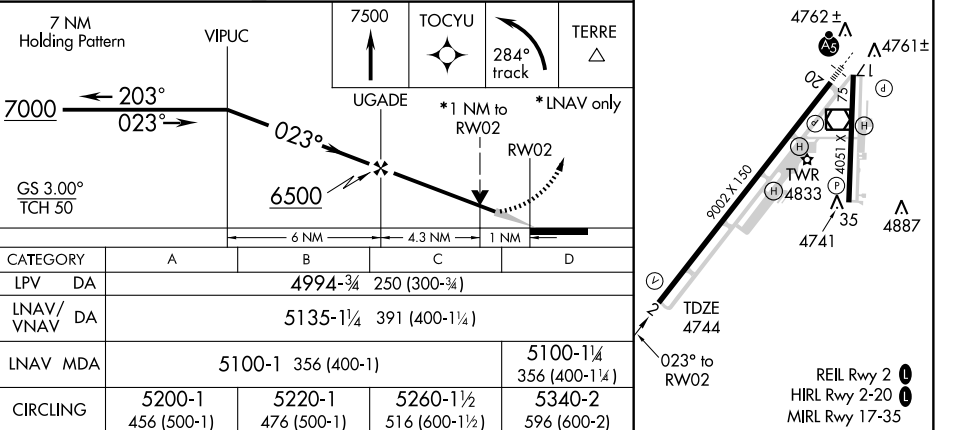 7 NM
Holding Pattern
VIPUC
7500
TOCYU
284°
track
TERRE
7000
203°
023°
023°
UGADE
6500
*1 NM to
RW02
*LNAV only
RW02
GS 3.00°
TCH 50
6 NM
4.3 NM
1 NM
CATEGORY A B C D
LPV DA 4994-¾ 250 (300-¾)
LNAV/
VNAV DA 5135-1¼ 391 (400-1¼)
LNAV MDA 5100-1 356 (400-1) 5100-1¼
356 (400-1¼)
CIRCLING 5200-1 5220-1 5260-1½ 5340-2
456 (500-1) 476 (500-1) 516 (600-1½) 596 (600-2)
4762 ±
A5
4761±
20
17
P
75
P
H
H
4051 X
TWR
4833
H
P
9002 X 150
35
4741
4887
V
2
TDZE
4744
023° to
RW02
REIL Rwy 2 L
HIRL Rwy 2-20 L
MIRL Rwy 17-35